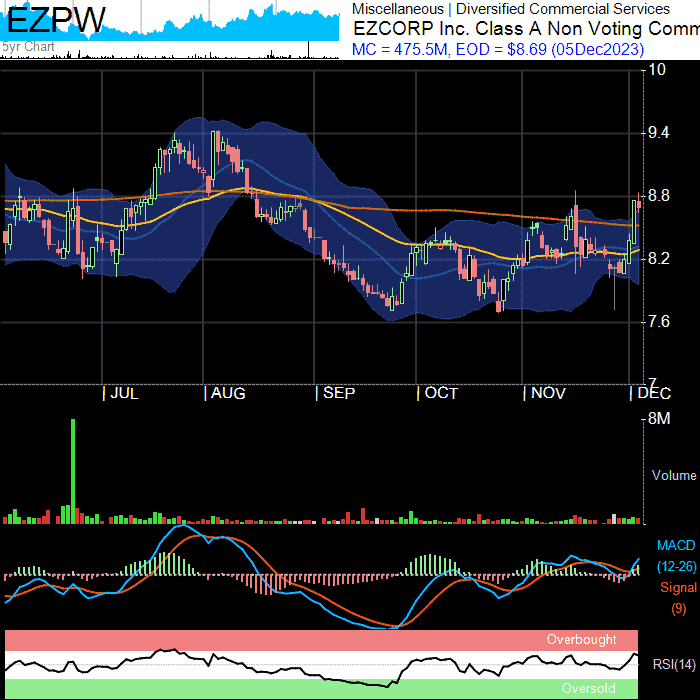 EZPW
5yr Chart
Miscellaneous | Diversified Commercial Services
EZCORP Inc. Class A Non Voting Comm
MC = 475.5M, EOD = $8.69 (05Dec2023)
10
9.4
8.8
8.2
7.6
7
JUL AUG SEP OCT NOV DEC
8M
Volume
MACD
(12-26)
Signal
(9)
Overbought
RSI(14)
Oversold